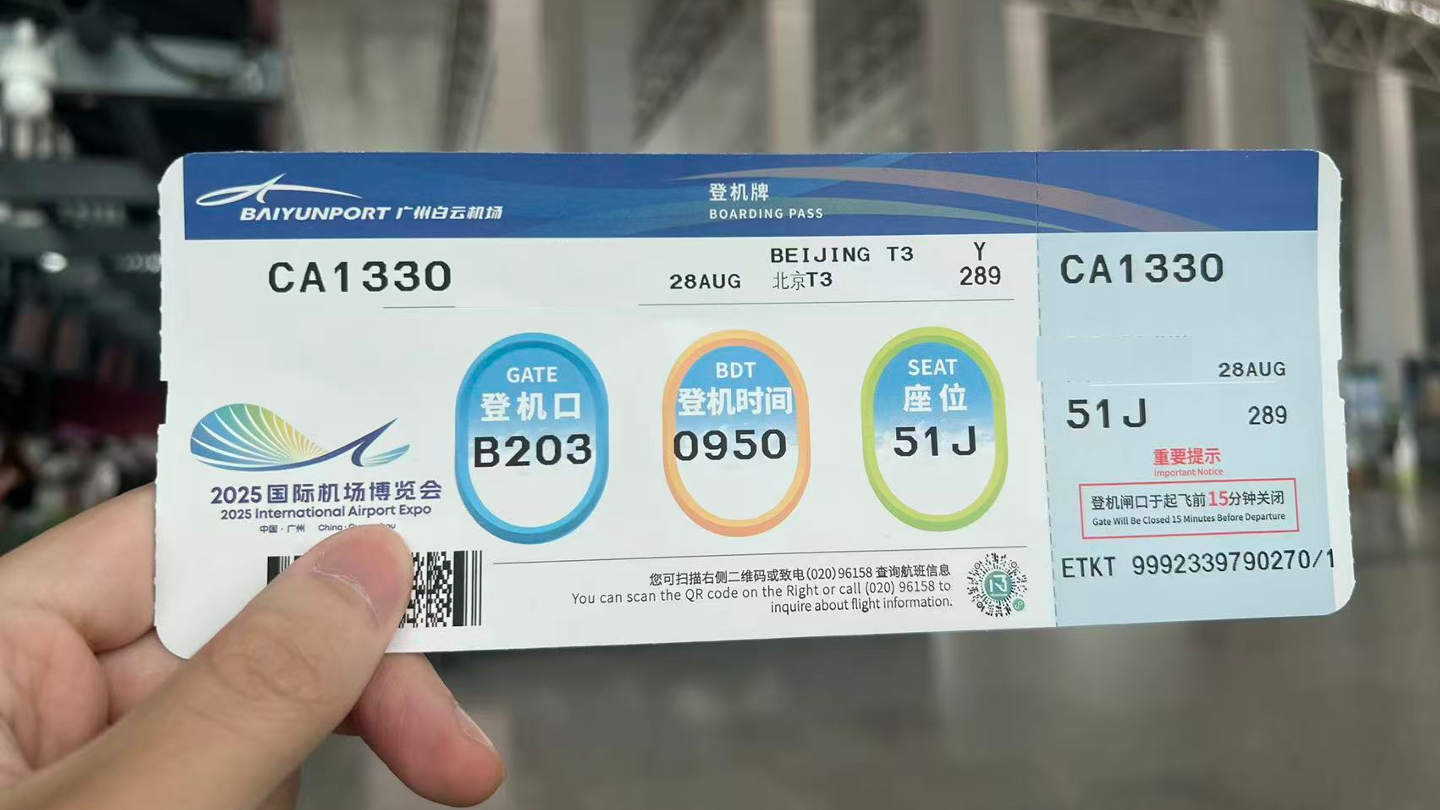 BAIYUNPORT 广州白云机场
登机牌
BOARDING PASS
CA1330
28AUG
BEIJING T3
北京T3
Y
289
GATE
登机口
B203
BDT
登机时间
0950
SEAT
座位
51J
2025国际机场博览会
2025 International Airport Expo
中国·广州 China·
您可扫描右侧二维码或致电(020)96158 查询航班信息
You can scan the QR code on the Right or call (020) 96158 to
inquire about flight information.
CA1330
28AUG
51J
289
重要提示
Important Notice
登机闸口于起飞前15分钟关闭
Gate Will Be Closed 15 Minutes Before Departure
ETKT 9992339790270/1